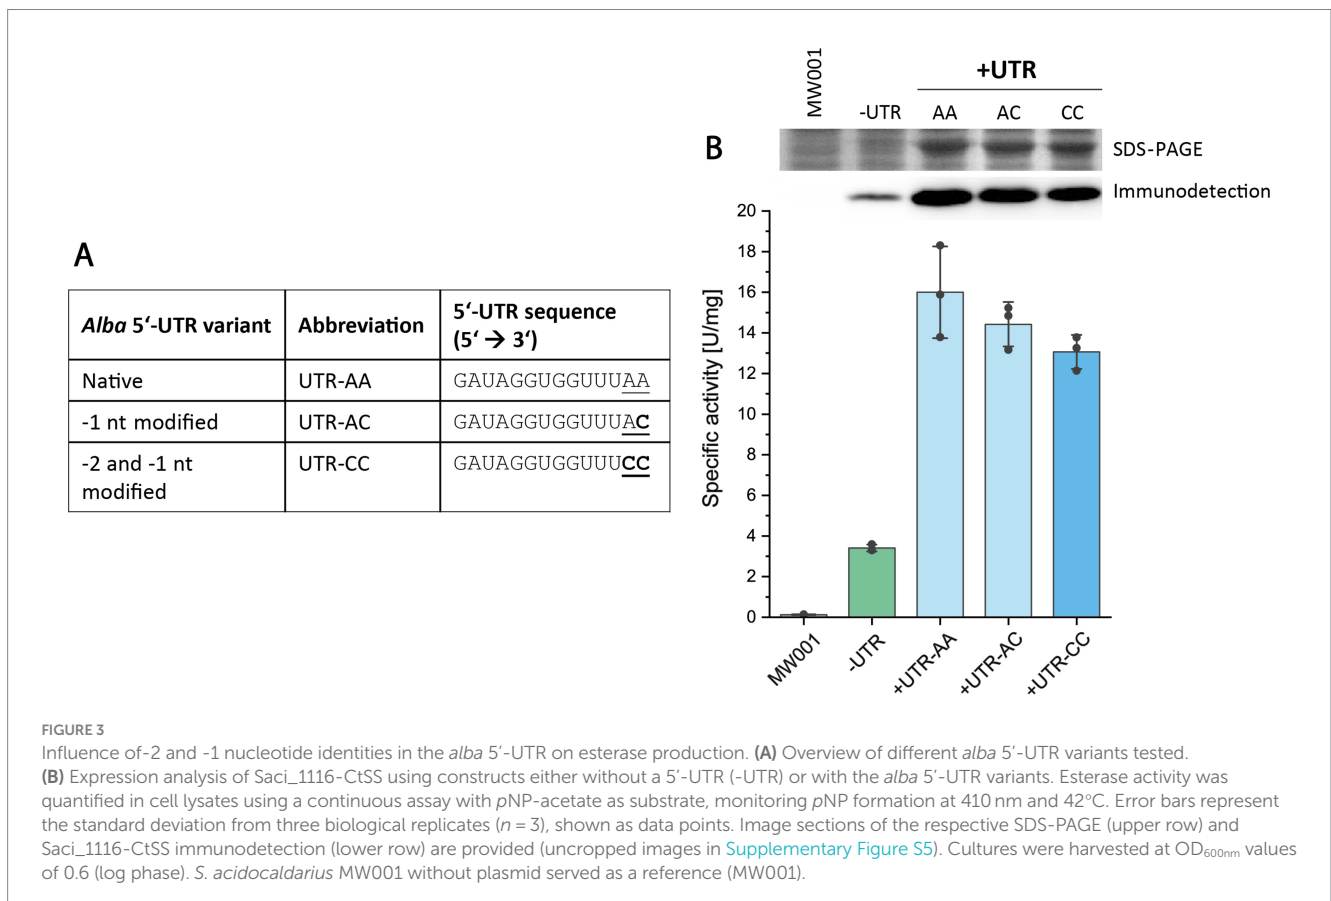 A
Alba 5‘-UTR variant Abbreviation 5‘-UTR sequence
(5‘ → 3‘)
Native UTR-AA GAUAGGUGGUUUAA
-1 nt modified UTR-AC GAUAGGUGGUUUAC
-2 and -1 nt UTR-CC GAUAGGUGGUUUCC
modified
B
MW001
+UTR
-UTR AA AC CC
SDS-PAGE
Immunodetection
Specific activity [U/mg]
20
18
16
14
12
10
8
6
4
2
0
MW001
-UTR
+UTR-AA
+UTR-AC
+UTR-CC
FIGURE 3
Influence of-2 and -1 nucleotide identities in the alba 5′-UTR on esterase production. (A) Overview of different alba 5′-UTR variants tested.
(B) Expression analysis of Saci_1116-CtSS using constructs either without a 5′-UTR (-UTR) or with the alba 5′-UTR variants. Esterase activity was
quantified in cell lysates using a continuous assay with pNP-acetate as substrate, monitoring pNP formation at 410 nm and 42°C. Error bars represent
the standard deviation from three biological replicates (n = 3), shown as data points. Image sections of the respective SDS-PAGE (upper row) and
Saci_1116-CtSS immunodetection (lower row) are provided (uncropped images in Supplementary Figure S5). Cultures were harvested at OD600nm values
of 0.6 (log phase). S. acidocaldarius MW001 without plasmid served as a reference (MW001).